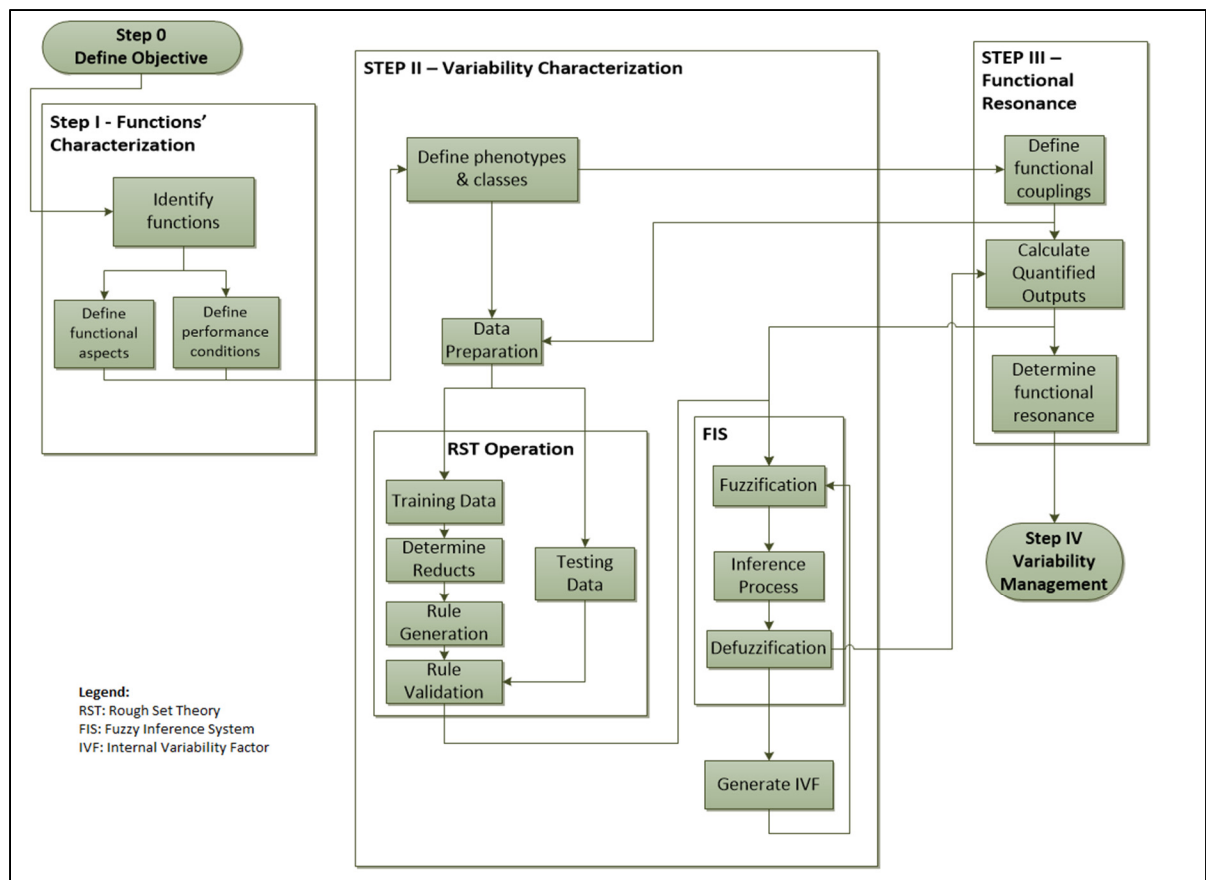 Step 0
Define Objective
Step I - Functions’
Characterization
Identify
functions
Define
functional
aspects
Define
performance
conditions
STEP II – Variability Characterization
Define phenotypes
& classes
Data
Preparation
RST Operation
Training Data
Determine
Reducts
Rule
Generation
Rule
Validation
Testing
Data
FIS
Fuzzification
Inference
Process
Defuzzification
Generate IVF
STEP III –
Functional
Resonance
Define
functional
couplings
Calculate
Quantified
Outputs
Determine
functional
resonance
Step IV
Variability
Management
Legend:
RST: Rough Set Theory
FIS: Fuzzy Inference System
IVF: Internal Variability Factor